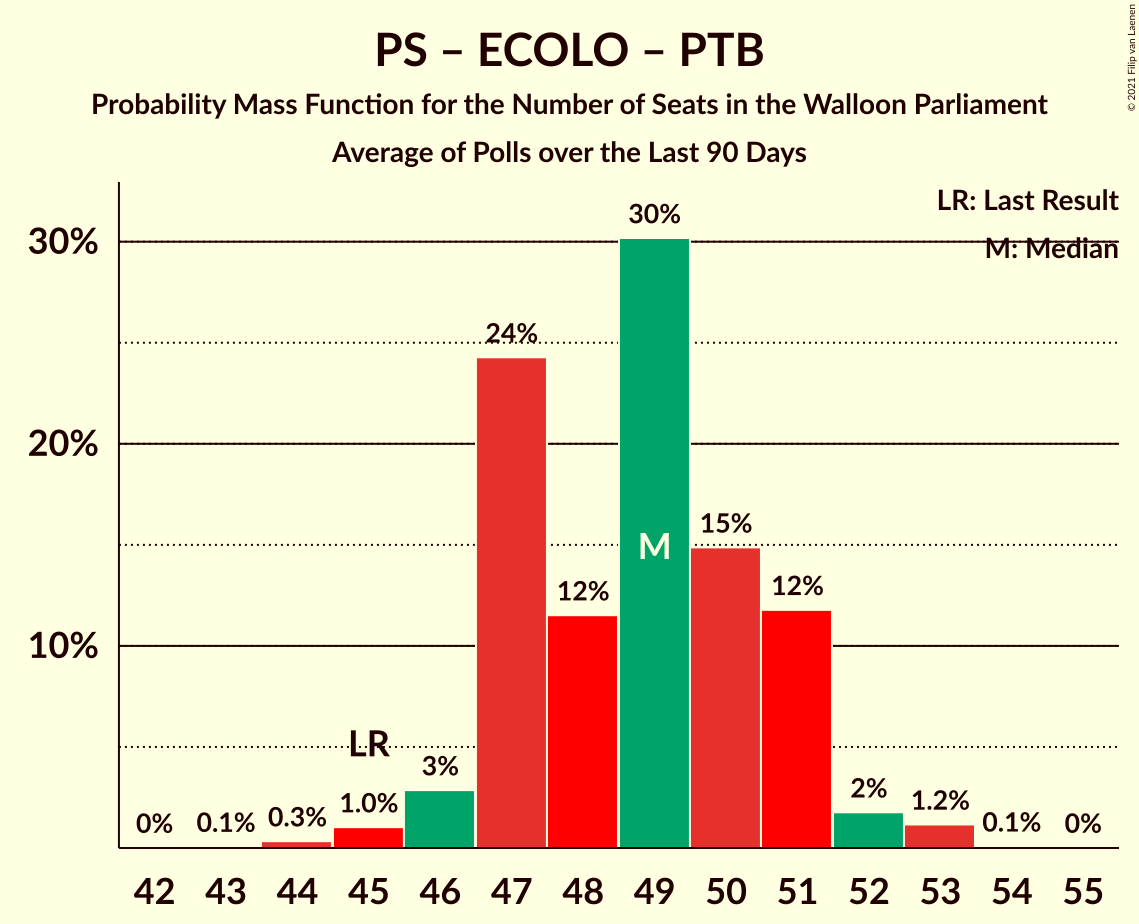 PS – ECOLO – PTB
Probability Mass Function for the Number of Seats in the Walloon Parliament
Average of Polls over the Last 90 Days
© 2021 Filip van Laenen
LR: Last Result
M: Median
30%
20%
10%
0%
0.1%
0.3%
1.0%
LR
3%
24%
12%
30%
M
15%
12%
2%
1.2%
0.1%
0%
42 43 44 45 46 47 48 49 50 51 52 53 54 55